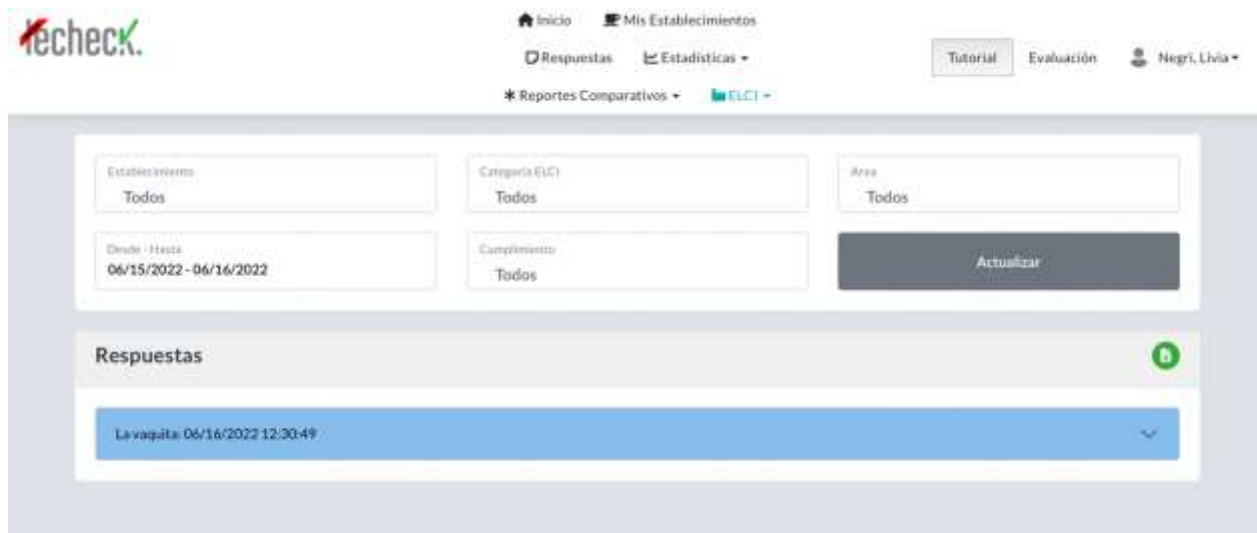 techeck.
Inicio Mis Establecimientos
Respuestas Estadísticas
Reportes Comparativos ELCI
Tutorial Evaluación Negri, Livia
Establecimiento Categoría ELCI Area
Todos Todos Todos
Desde - Hasta Cumplimiento
06/15/2022 - 06/16/2022 Todos Actualizar
Respuestas
La vaquita: 06/16/2022 12:30:49